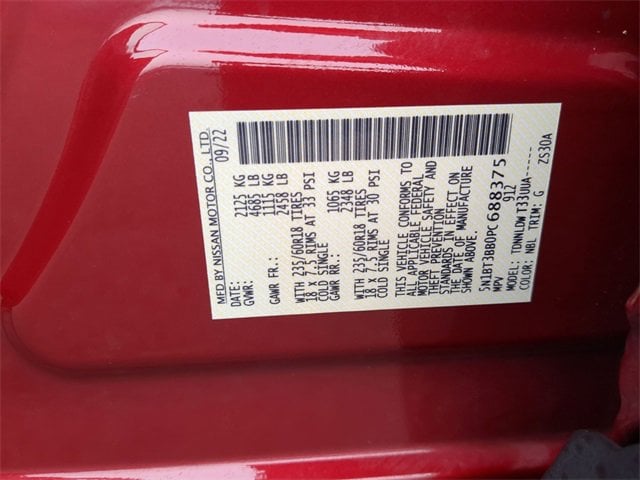 MFD BY NISSAN MOTOR CO., LTD.
DATE: 09/22
GVWR: 2125 KG
4685 LB
GAWR FR.: 1115 KG
2458 LB
WITH 235/60R18 TIRES
18 x 7.5 RIMS AT 33 PSI
COLD SINGLE
GAWR RR.: 1065 KG
2348 LB
WITH 235/60R18 TIRES
18 x 7.5 RIMS AT 30 PSI
COLD SINGLE
THIS VEHICLE CONFORMS TO
ALL APPLICABLE FEDERAL
MOTOR VEHICLE SAFETY AND
THEFT PREVENTION
STANDARDS IN EFFECT ON
THE DATE OF MANUFACTURE
SHOWN ABOVE.
5N1BT3BB0PC688375
MPV 912
MODEL: JDNNLDW T33UUA-----
COLOR: NBL TRIM: G ZS30A